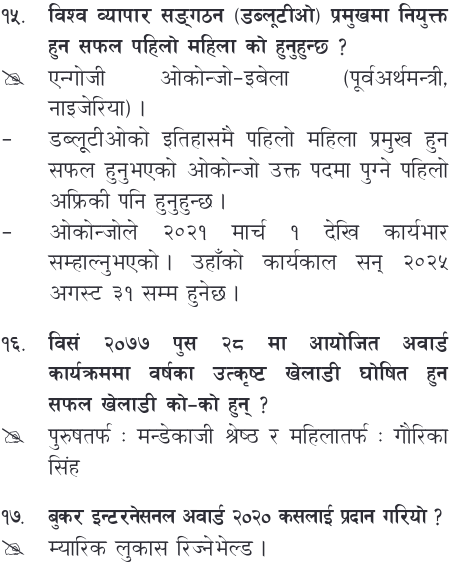 १५. विश्व व्यापार सङ्गठन (डब्लूटीओ) प्रमुखमा नियुक्त
हुन सफल पहिलो महिला को हुनुहुन्छ ?
एन्गोजी ओकोन्जो-इबेला (पूर्वअर्थमन्त्री,
नाइजेरिया) ।
– डब्लूटीओको इतिहासमै पहिलो महिला प्रमुख हुन
सफल हुनुभएको ओकोन्जो उक्त पदमा पुग्ने पहिलो
अफ्रिकी पनि हुनुहुन्छ ।
– ओकोन्जोले २०२१ मार्च १ देखि कार्यभार
सम्हाल्नुभएको । उहाँको कार्यकाल सन् २०२५
अगस्ट ३१ सम्म हुनेछ ।
१६. विसं २०७७ पुस २८ मा आयोजित अवार्ड
कार्यक्रममा वर्षका उत्कृष्ट खेलाडी घोषित हुन
सफल खेलाडी को-को हुन् ?
पुरुषतर्फ : मन्डेकाजी श्रेष्ठ र महिलातर्फ : गौरिका
सिंह
१७. बुकर इन्टरनेसनल अवार्ड २०२० कसलाई प्रदान गरियो ?
म्यारिक लुकास रिज्नेभेल्ड ।